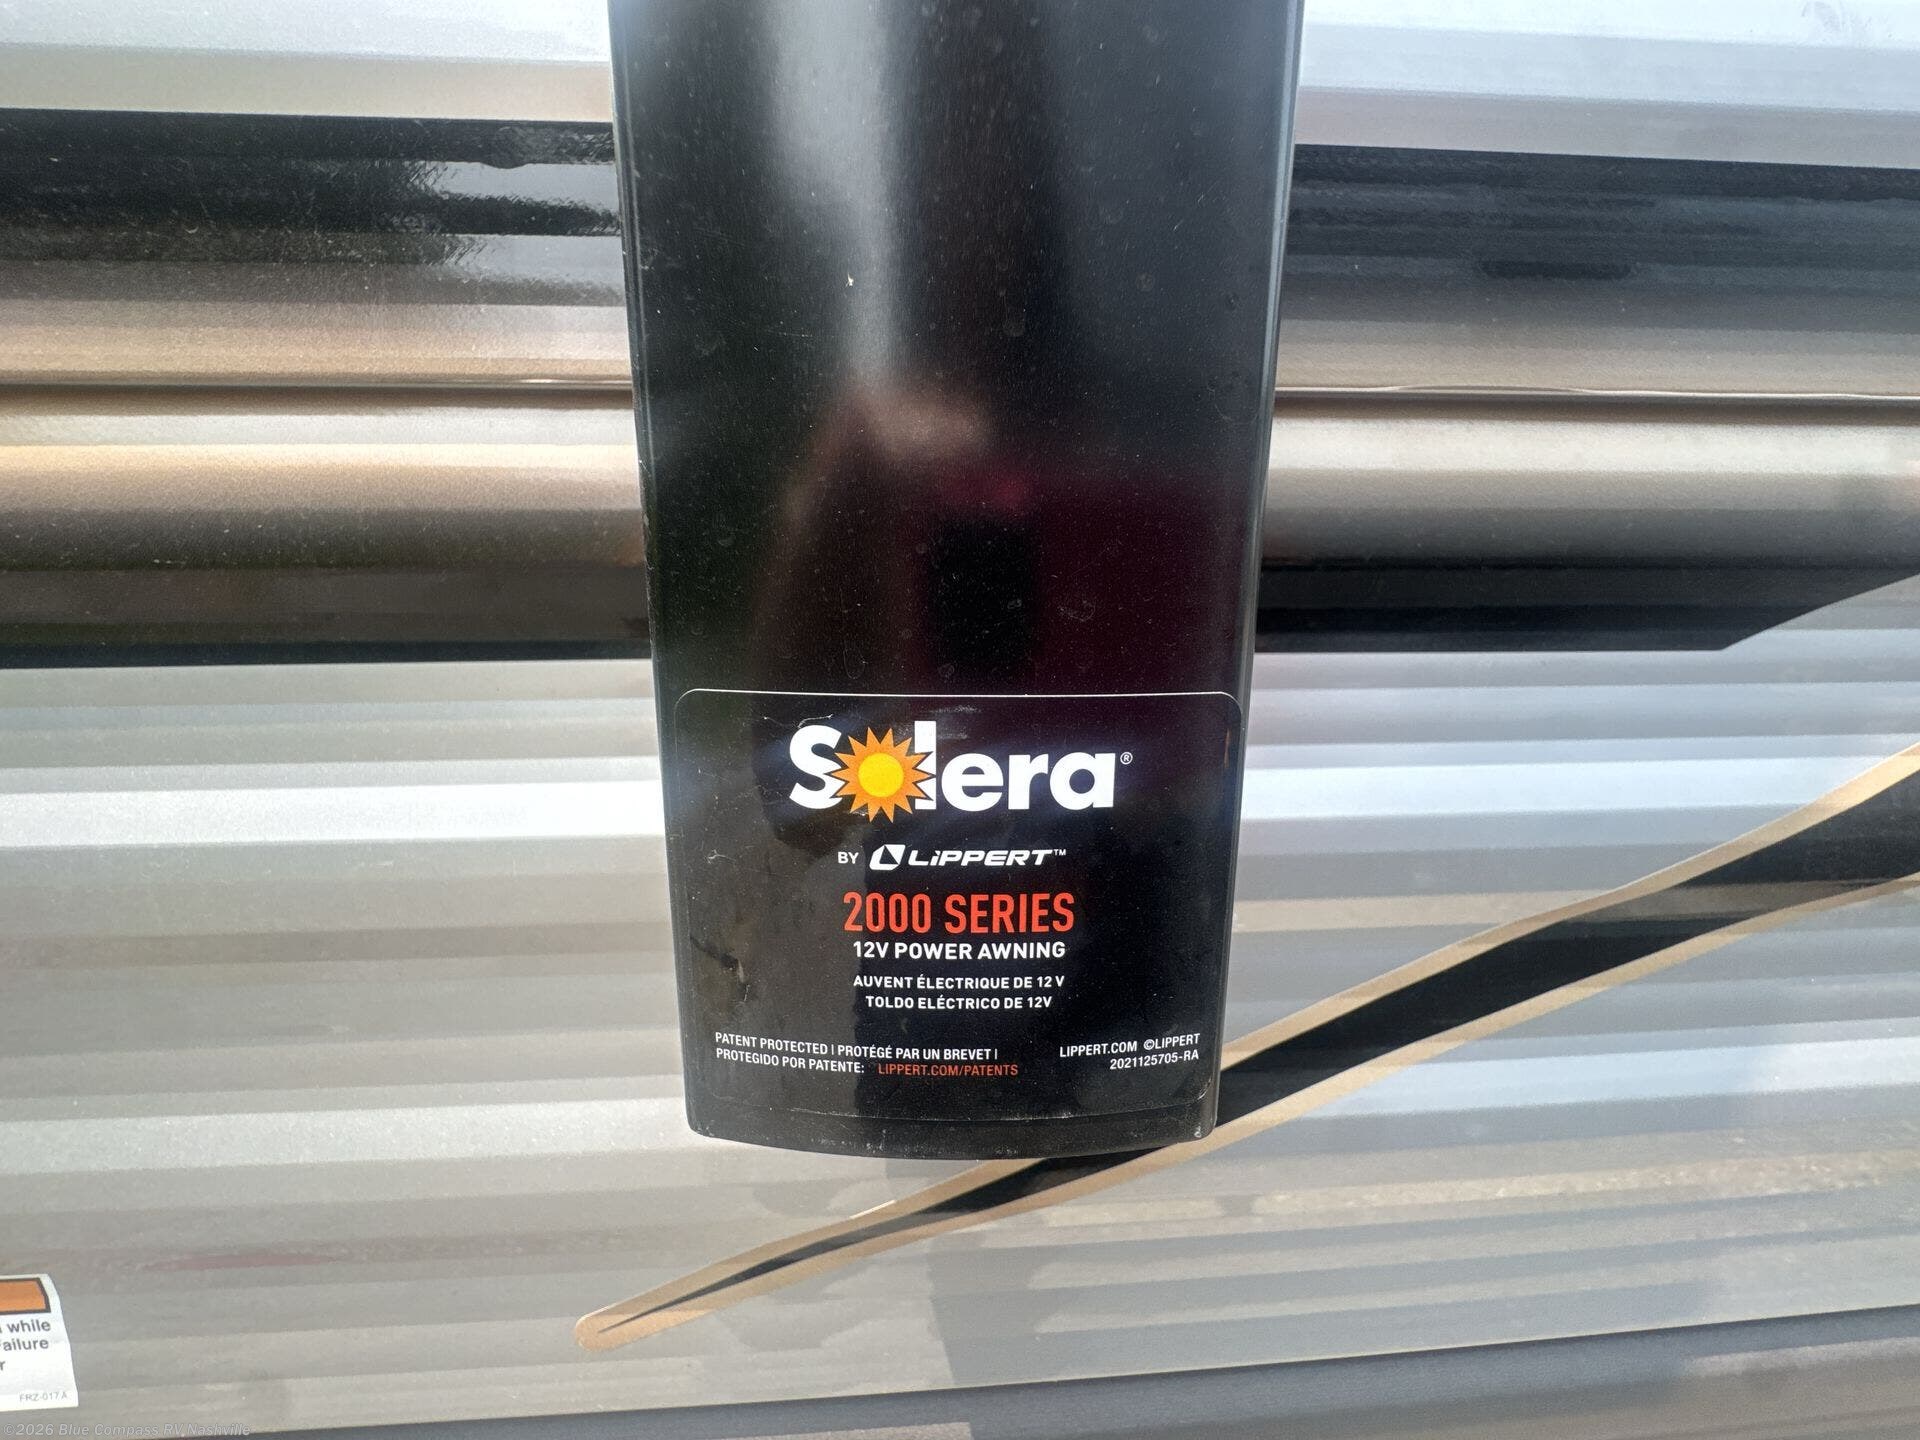 Solera®
BY LiPPERT™
2000 SERIES
12V POWER AWNING
AUVENT ÉLECTRIQUE DE 12 V
TOLDO ELÉCTRICO DE 12V
PATENT PROTECTED | PROTÉGÉ PAR UN BREVET |
PROTEGIDO POR PATENTE: LIPPERT.COM/PATENTS
LIPPERT.COM ©LIPPERT
2021125705-RA
while
ailure
r
FRZ-017A
©2026 Blue Compass RV Nashville